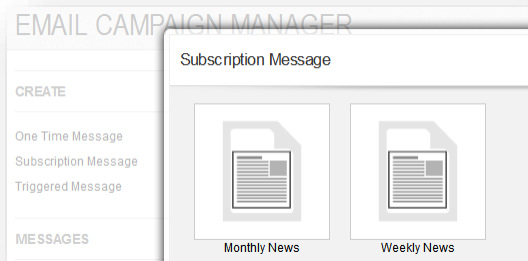 EMAIL CAMPAIGN MANAGER
CREATE
One Time Message
Subscription Message
Triggered Message
MESSAGES
Subscription Message
Monthly News
Weekly News